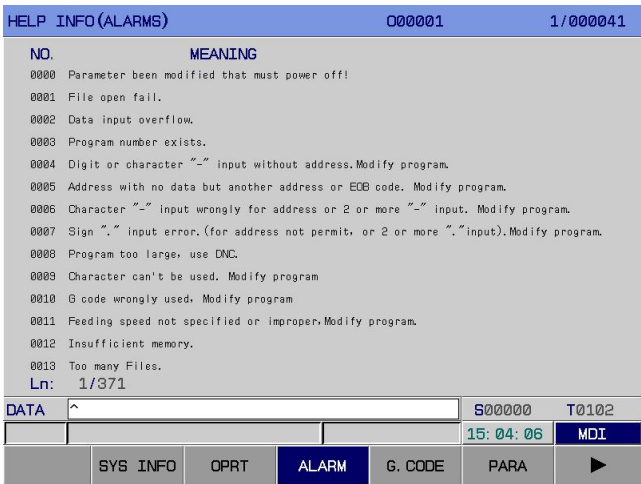 HELP INFO(ALARMS) O00001 1/000041
NO. MEANING
0000 Parameter been modified that must power off!
0001 File open fail.
0002 Data input overflow.
0003 Program number exists.
0004 Digit or character "-" input without address.Modify program.
0005 Address with no data but another address or EOB code. Modify program.
0006 Character "-" input wrongly for address or 2 or more "-" input. Modify program.
0007 Sign "." input error.(for address not permit, or 2 or more "."input).Modify program.
0008 Program too large, use DNC.
0009 Character can't be used. Modify program
0010 G code wrongly used, Modify program
0011 Feeding speed not specified or improper,Modify program.
0012 Insufficient memory.
0013 Too many Files.
Ln: 1/371
DATA ^ S00000 T0102
15:04:06 MDI
SYS INFO OPRT ALARM G. CODE PARA ▶